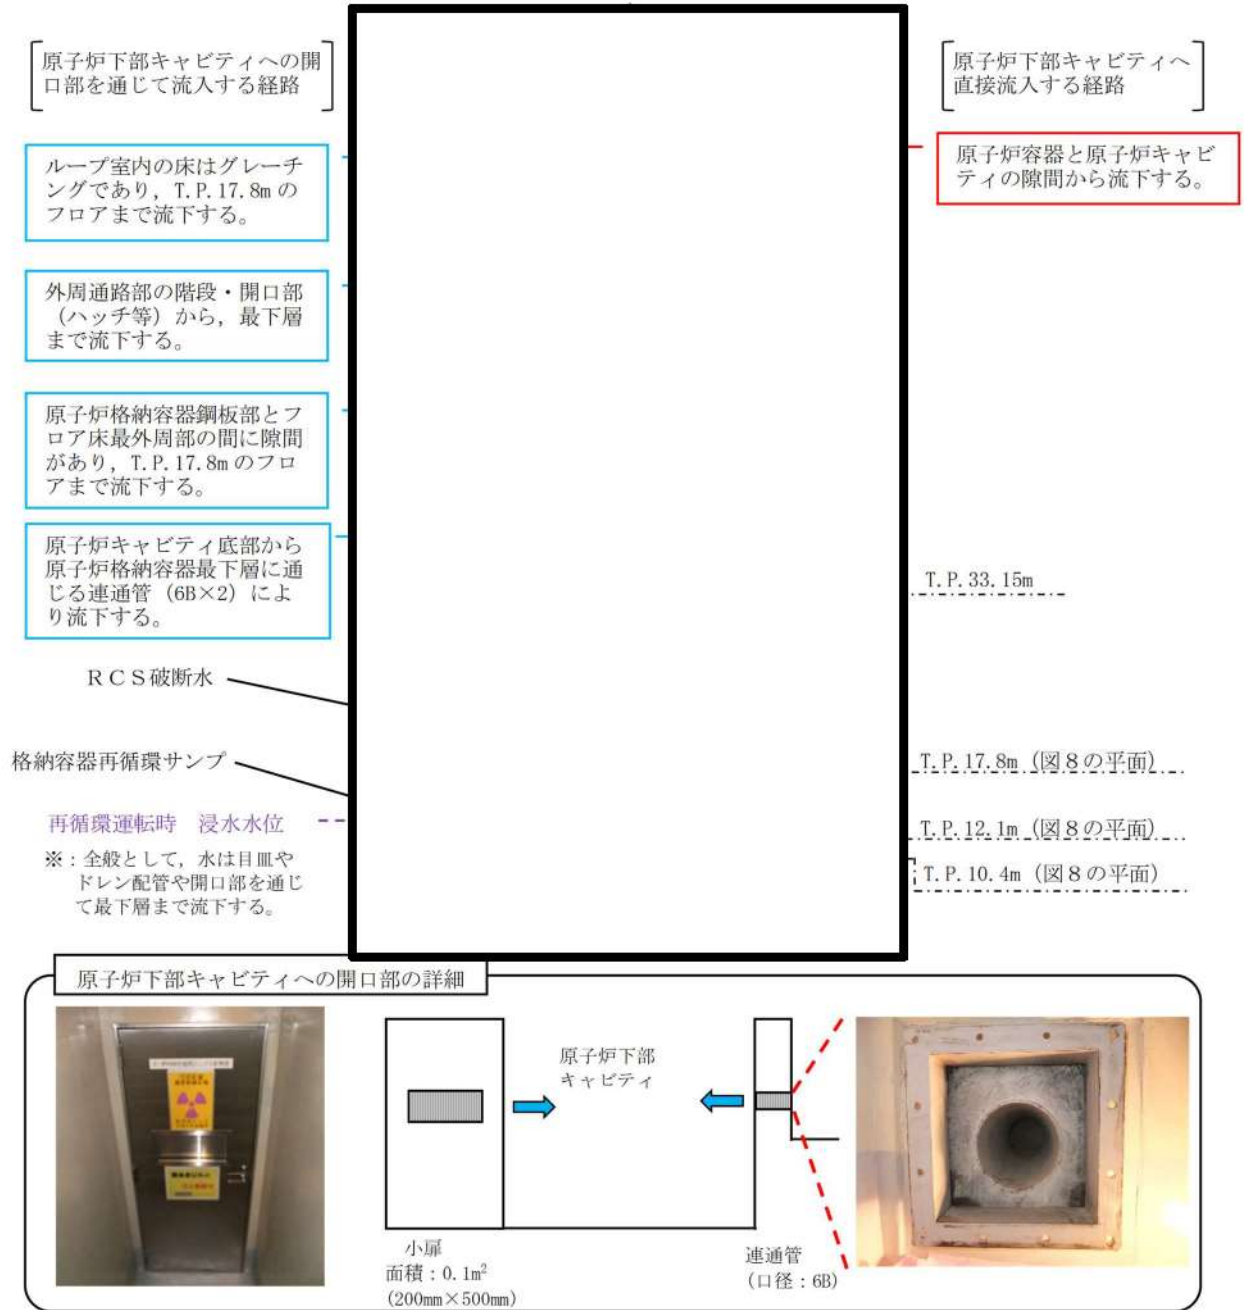 原子炉下部キャビティへの開
口部を通じて流入する経路
原子炉下部キャビティへ
直接流入する経路
ループ室内の床はグレーチ
ングであり，T.P.17.8mの
フロアまで流下する。
原子炉容器と原子炉キャビ
ティの隙間から流下する。
外周通路部の階段・開口部
（ハッチ等）から，最下層
まで流下する。
原子炉格納容器鋼板部とフ
ロア床最外周部の間に隙間
があり，T.P.17.8mのフロ
アまで流下する。
原子炉キャビティ底部から
原子炉格納容器最下層に通
じる連通管（6B×2）によ
り流下する。
T.P.33.15m
ＲＣＳ破断水
格納容器再循環サンプ
T.P.17.8m（図８の平面）
再循環運転時　浸水水位
T.P.12.1m（図８の平面）
※：全般として，水は目皿や
ドレン配管や開口部を通じ
て最下層まで流下する。
T.P.10.4m（図８の平面）
原子炉下部キャビティへの開口部の詳細
原子炉下部
キャビティ
小扉
面積：0.1m²
(200mm×500mm)
連通管
(口径：6B)